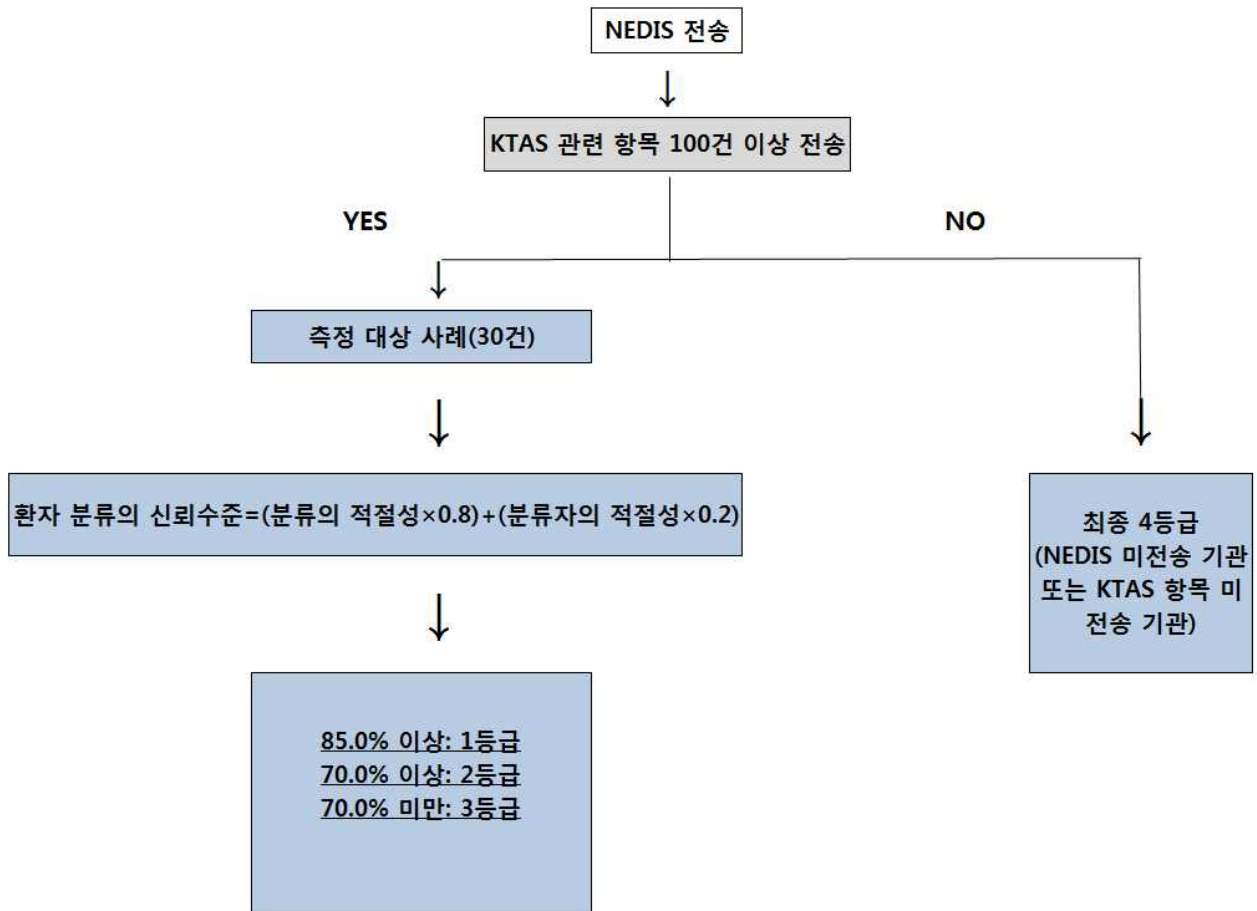 NEDIS 전송
↓
KTAS 관련 항목 100건 이상 전송
YES
NO
↓
측정 대상 사례(30건)
↓
↓
환자 분류의 신뢰수준=(분류의 적절성×0.8)+(분류자의 적절성×0.2)
최종 4등급
(NEDIS 미전송 기관
또는 KTAS 항목 미
전송 기관)
↓
85.0% 이상: 1등급
70.0% 이상: 2등급
70.0% 미만: 3등급